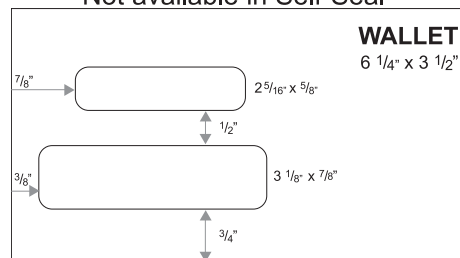 Not available in Self Seal
WALLET
6 1/4" x 3 1/2"
7/8"
2 5/16" x 5/8"
1/2"
3/8"
3 1/8" x 7/8"
3/4"